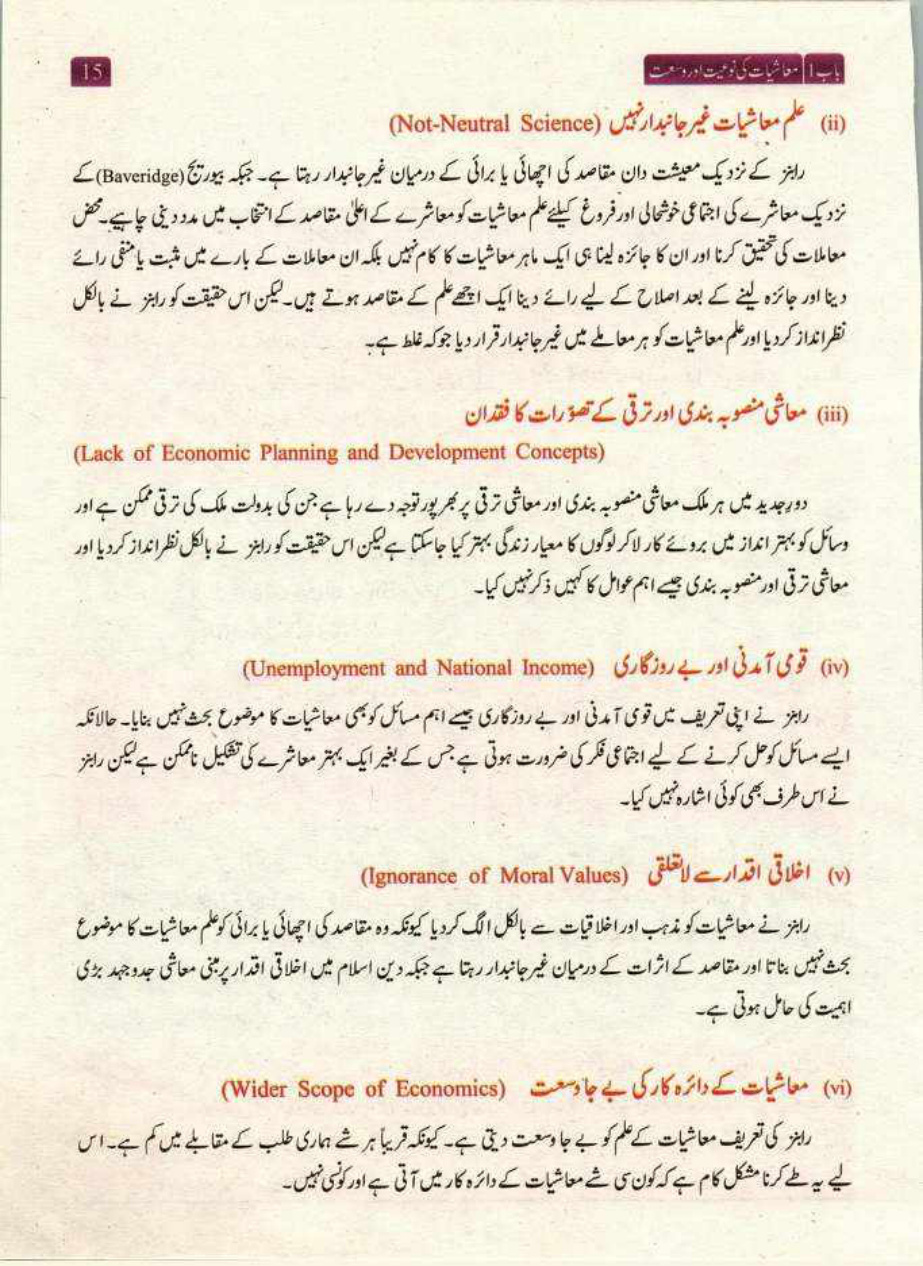 باب 1 معاشیات کی نوعیت اور وسعت 15
(ii) علم معاشیات غیر جانبدار نہیں (Not-Neutral Science)
رابنز کے نزدیک معیشت دان مقاصد کی اچھائی یا برائی کے درمیان غیر جانبدار رہتا ہے۔ جبکہ بیوریج (Baveridge) کے
نزدیک معاشرے کی اجتماعی خوشحالی اور فروغ کیلئے علم معاشیات کو معاشرے کے اعلیٰ مقاصد کے انتخاب میں مدد دینی چاہیے۔ محض
معاملات کی تحقیق کرنا اور ان کا جائزہ لینا ہی ایک ماہر معاشیات کا کام نہیں بلکہ ان معاملات کے بارے میں مثبت یا منفی رائے
دینا اور جائزہ لینے کے بعد اصلاح کے لیے رائے دینا ایک اچھے علم کے مقاصد ہوتے ہیں۔ لیکن اس حقیقت کو رابنز نے بالکل
نظر انداز کر دیا اور علم معاشیات کو ہر معاملے میں غیر جانبدار قرار دیا جو کہ غلط ہے۔
(iii) معاشی منصوبہ بندی اور ترقی کے تصوّرات کا فقدان
(Lack of Economic Planning and Development Concepts)
دورِ جدید میں ہر ملک معاشی منصوبہ بندی اور معاشی ترقی پر بھرپور توجہ دے رہا ہے جن کی بدولت ملک کی ترقی ممکن ہے اور
وسائل کو بہتر انداز میں بروئے کار لا کر لوگوں کا معیار زندگی بہتر کیا جا سکتا ہے لیکن اس حقیقت کو رابنز نے بالکل نظر انداز کر دیا اور
معاشی ترقی اور منصوبہ بندی جیسے اہم عوامل کا کہیں ذکر نہیں کیا۔
(iv) قومی آمدنی اور بے روزگاری (Unemployment and National Income)
رابنز نے اپنی تعریف میں قومی آمدنی اور بے روزگاری جیسے اہم مسائل کو بھی معاشیات کا موضوع بحث نہیں بنایا۔ حالانکہ
ایسے مسائل کو حل کرنے کے لیے اجتماعی فکر کی ضرورت ہوتی ہے جس کے بغیر ایک بہتر معاشرے کی تشکیل ناممکن ہے لیکن رابنز
نے اس طرف بھی کوئی اشارہ نہیں کیا۔
(v) اخلاقی اقدار سے لاتعلقی (Ignorance of Moral Values)
رابنز نے معاشیات کو مذہب اور اخلاقیات سے بالکل الگ کر دیا کیونکہ وہ مقاصد کی اچھائی یا برائی کو علم معاشیات کا موضوع
بحث نہیں بناتا اور مقاصد کے اثرات کے درمیان غیر جانبدار رہتا ہے جبکہ دین اسلام میں اخلاقی اقدار پر مبنی معاشی جدوجہد بڑی
اہمیت کی حامل ہوتی ہے۔
(vi) معاشیات کے دائرہ کار کی بے جا وسعت (Wider Scope of Economics)
رابنز کی تعریف معاشیات کے علم کو بے جا وسعت دیتی ہے۔ کیونکہ قریباً ہر شے ہماری طلب کے مقابلے میں کم ہے۔ اس
لیے یہ طے کرنا مشکل کام ہے کہ کون سی شے معاشیات کے دائرہ کار میں آتی ہے اور کونسی نہیں۔